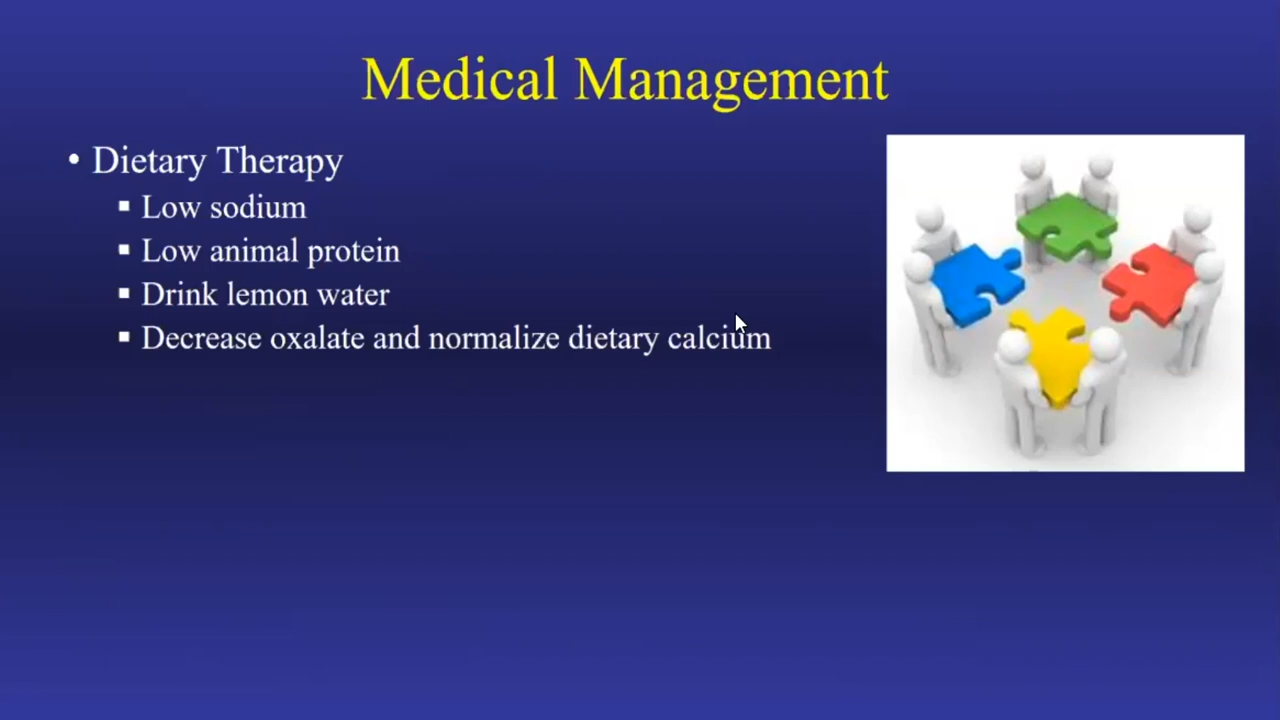 Medical Management
• Dietary Therapy
▪ Low sodium
▪ Low animal protein
▪ Drink lemon water
▪ Decrease oxalate and normalize dietary calcium